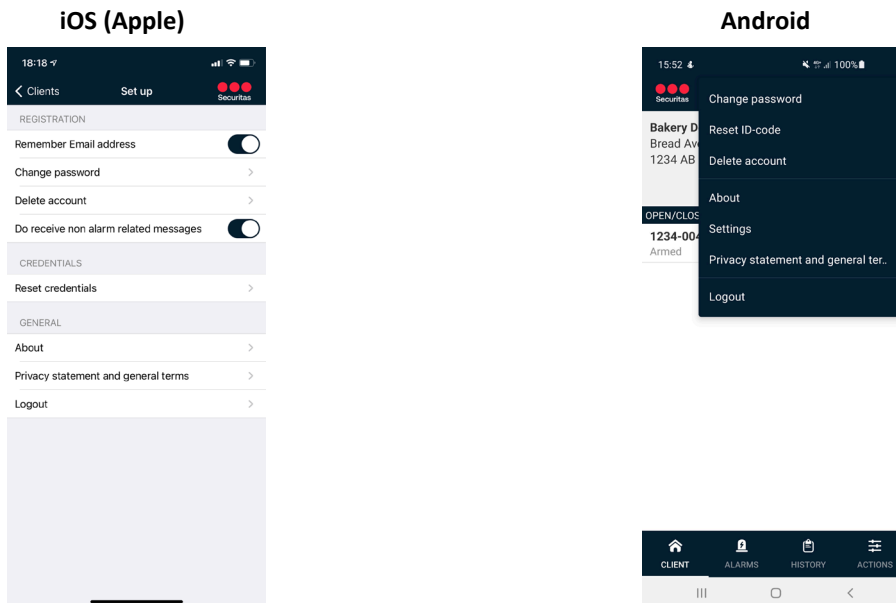 iOS (Apple)
18:18
Clients
Set up
Securitas
REGISTRATION
Remember Email address
Change password
Delete account
Do receive non alarm related messages
CREDENTIALS
Reset credentials
GENERAL
About
Privacy statement and general terms
Logout
Android
15:52
100%
Securitas
Change password
Bakery D
Reset ID-code
Bread Av
1234 AB
Delete account
About
OPEN/CLOS
Settings
1234-004
Armed
Privacy statement and general ter..
Logout
CLIENT
ALARMS
HISTORY
ACTIONS